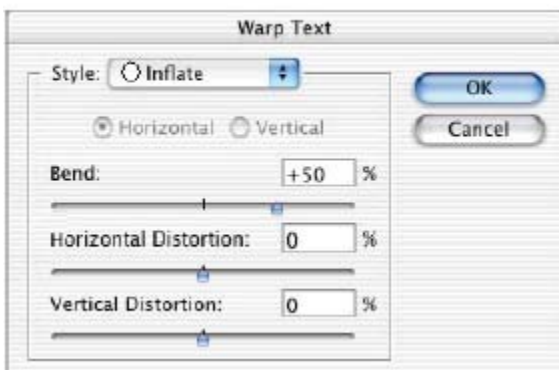 Warp Text
Style: Inflate
OK
Horizontal Vertical
Cancel
Bend: +50 %
Horizontal Distortion: 0 %
Vertical Distortion: 0 %